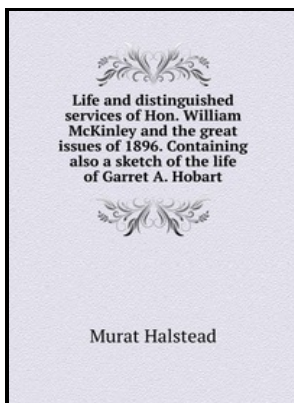 Life and distinguished
services of Hon. William
McKinley and the great
issues of 1896. Containing
also a sketch of the life
of Garret A. Hobart
Murat Halstead